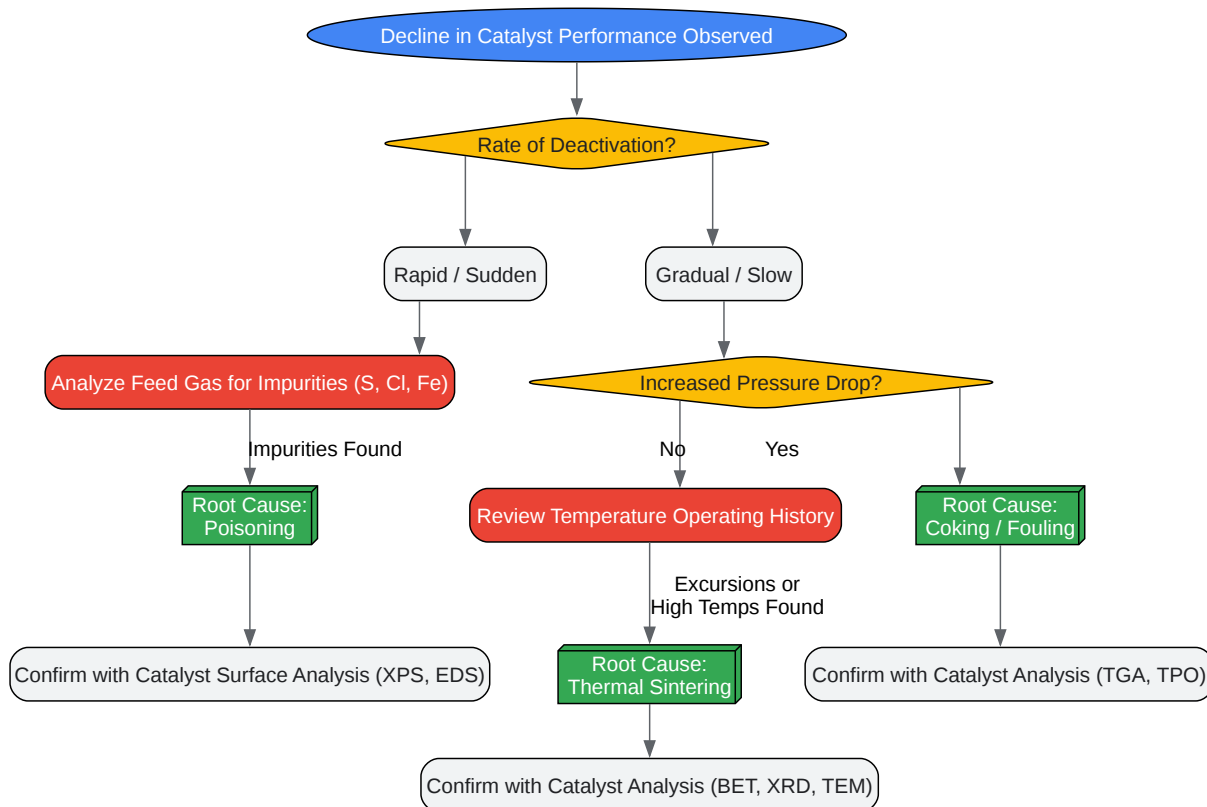 Decline in Catalyst Performance Observed
Rate of Deactivation?
Rapid / Sudden
Gradual / Slow
Analyze Feed Gas for Impurities (S, Cl, Fe)
Increased Pressure Drop?
Impurities Found
No
Yes
Root Cause:
Poisoning
Review Temperature Operating History
Root Cause:
Coking / Fouling
Excursions or
High Temps Found
Confirm with Catalyst Surface Analysis (XPS, EDS)
Root Cause:
Thermal Sintering
Confirm with Catalyst Analysis (TGA, TPO)
Confirm with Catalyst Analysis (BET, XRD, TEM)